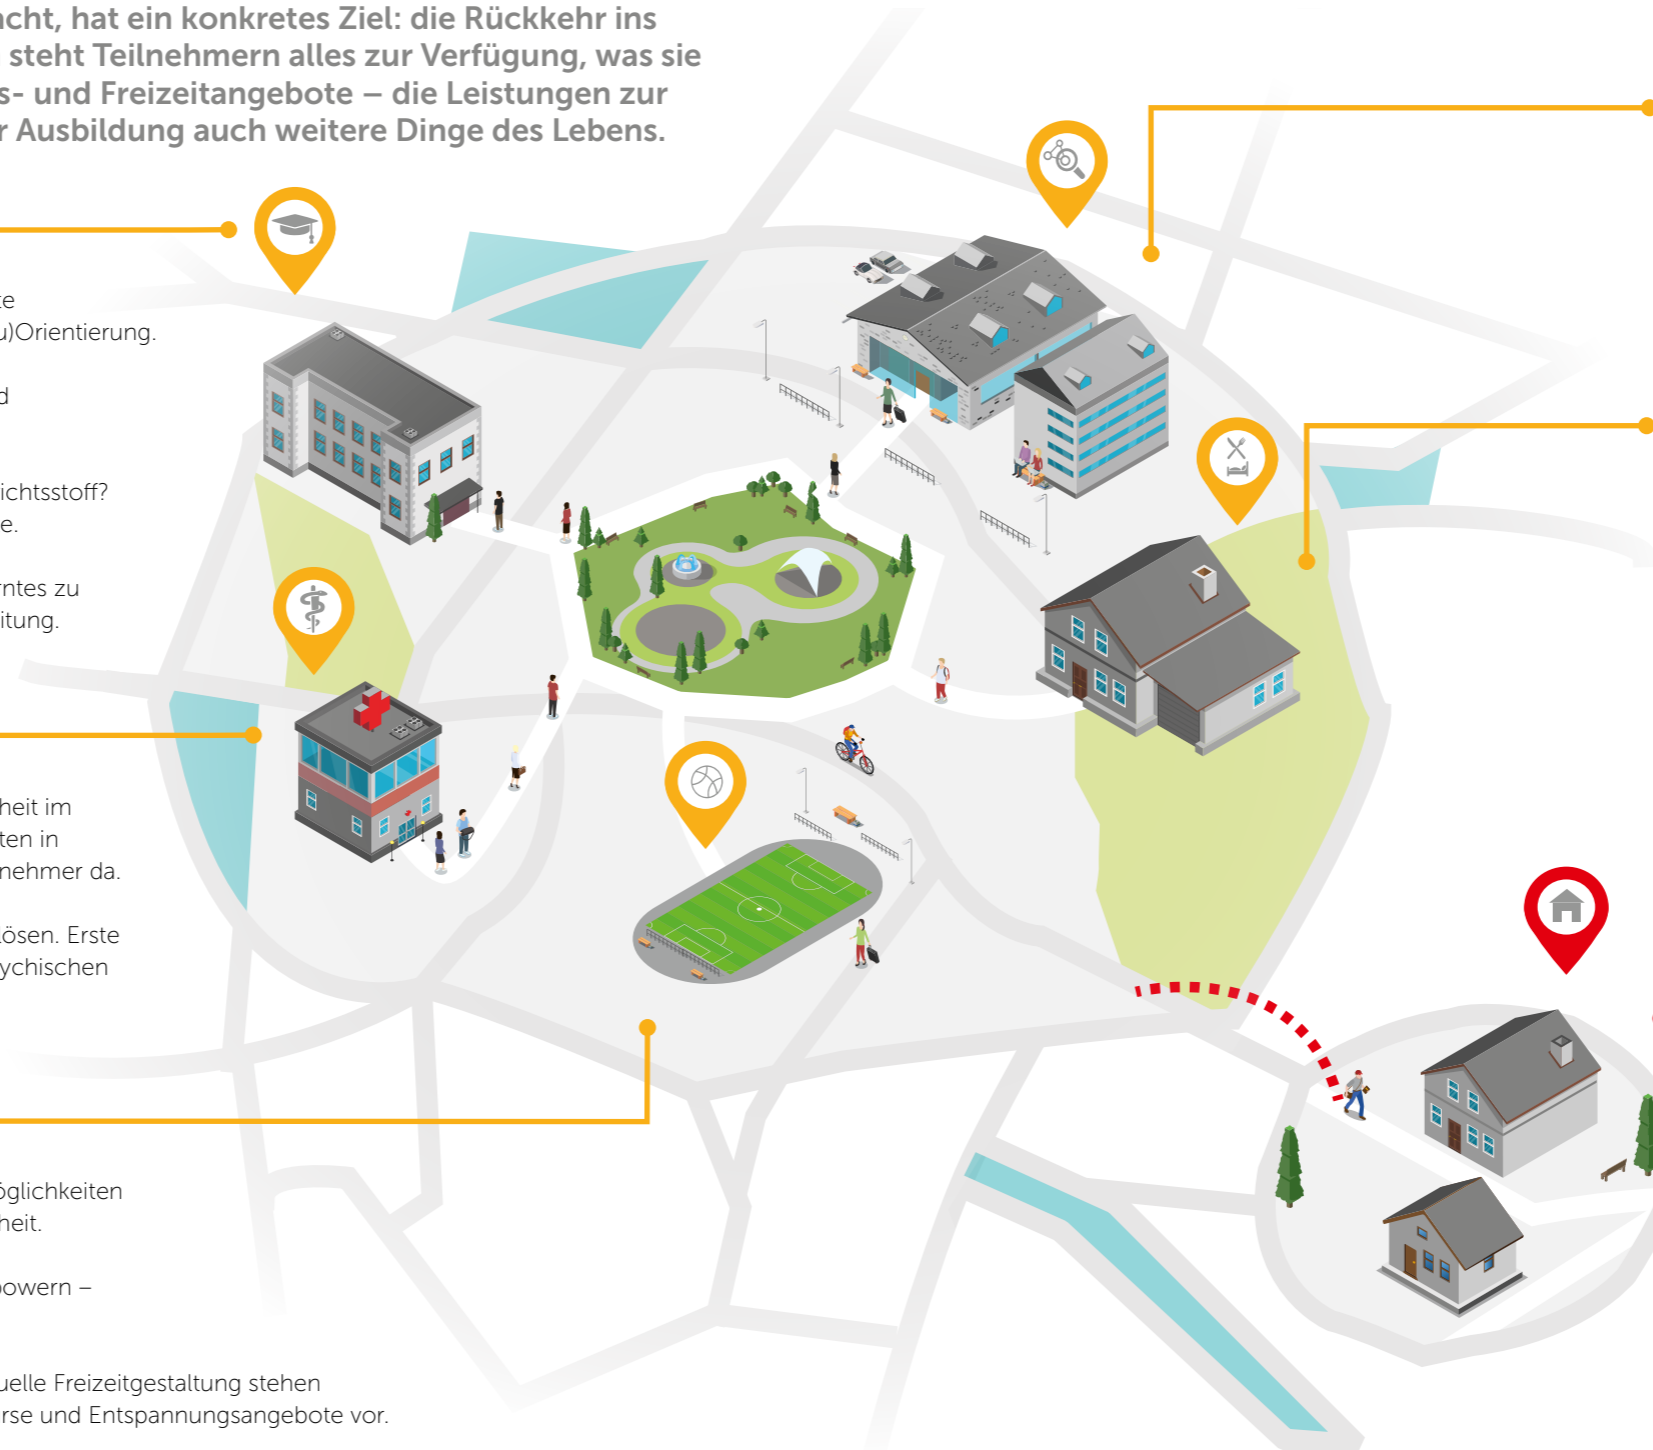 acht, hat ein konkretes Ziel: die Rückkehr ins
steht Teilnehmern alles zur Verfügung, was sie
s- und Freizeitangebote – die Leistungen zur
r Ausbildung auch weitere Dinge des Lebens.
te
u)Orientierung.
d
ichtsstoff?
e.
rntes zu
itung.
heit im
ten in
nehmer da.
lösen. Erste
ychischen
öglichkeiten
heit.
powern –
uelle Freizeitgestaltung stehen
rse und Entspannungsangebote vor.